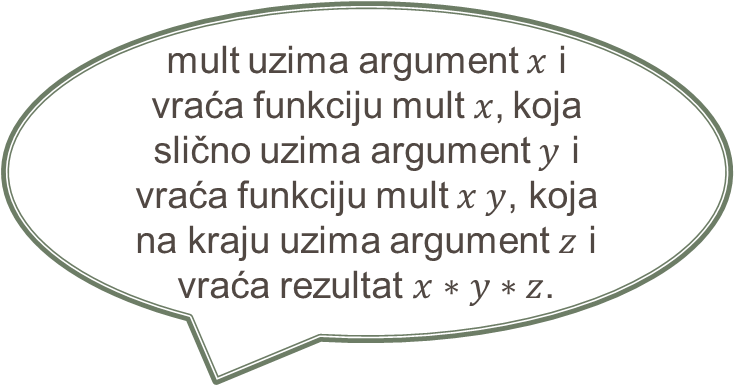 mult uzima argument x i
vraća funkciju mult x, koja
slično uzima argument y i
vraća funkciju mult x y, koja
na kraju uzima argument z i
vraća rezultat x ∗ y ∗ z.